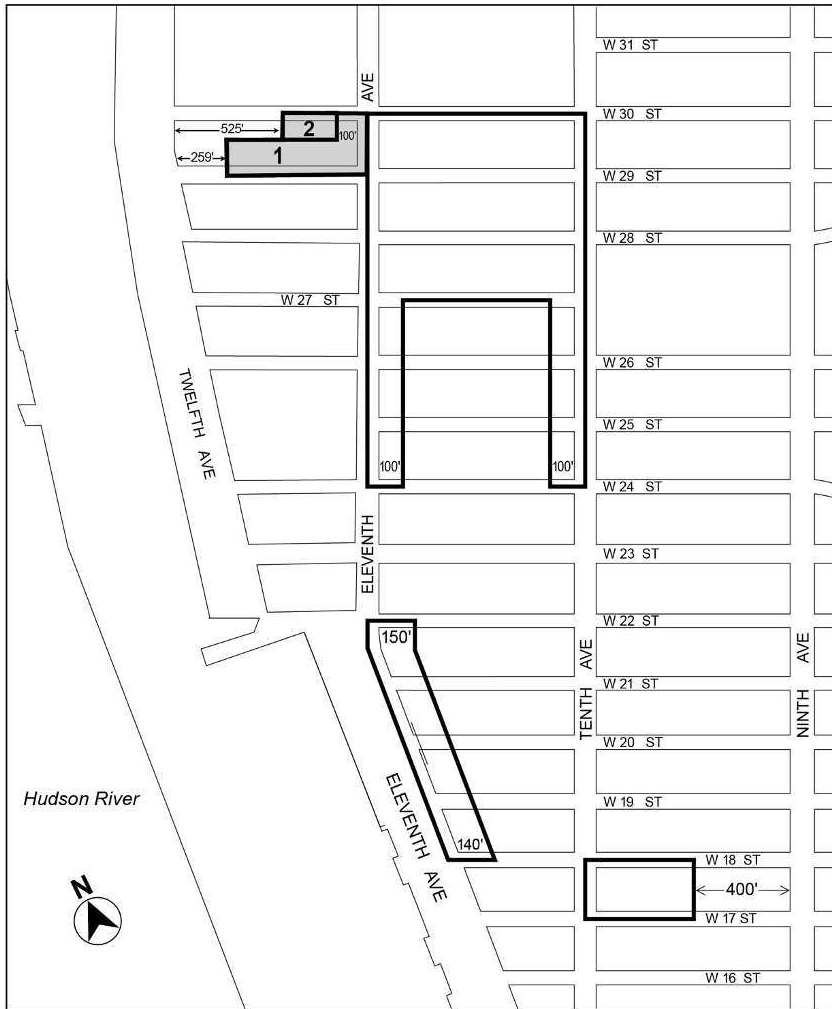 W 31 ST
AVE
W 30 ST
525'
2
100'
259'
1
W 29 ST
W 28 ST
W 27 ST
W 26 ST
TWELFTH AVE
W 25 ST
100'
100'
W 24 ST
ELEVENTH
W 23 ST
W 22 ST
150'
AVE
AVE
W 21 ST
TENTH
NINTH
W 20 ST
Hudson River
ELEVENTH AVE
W 19 ST
140'
W 18 ST
N
400'
W 17 ST
W 16 ST